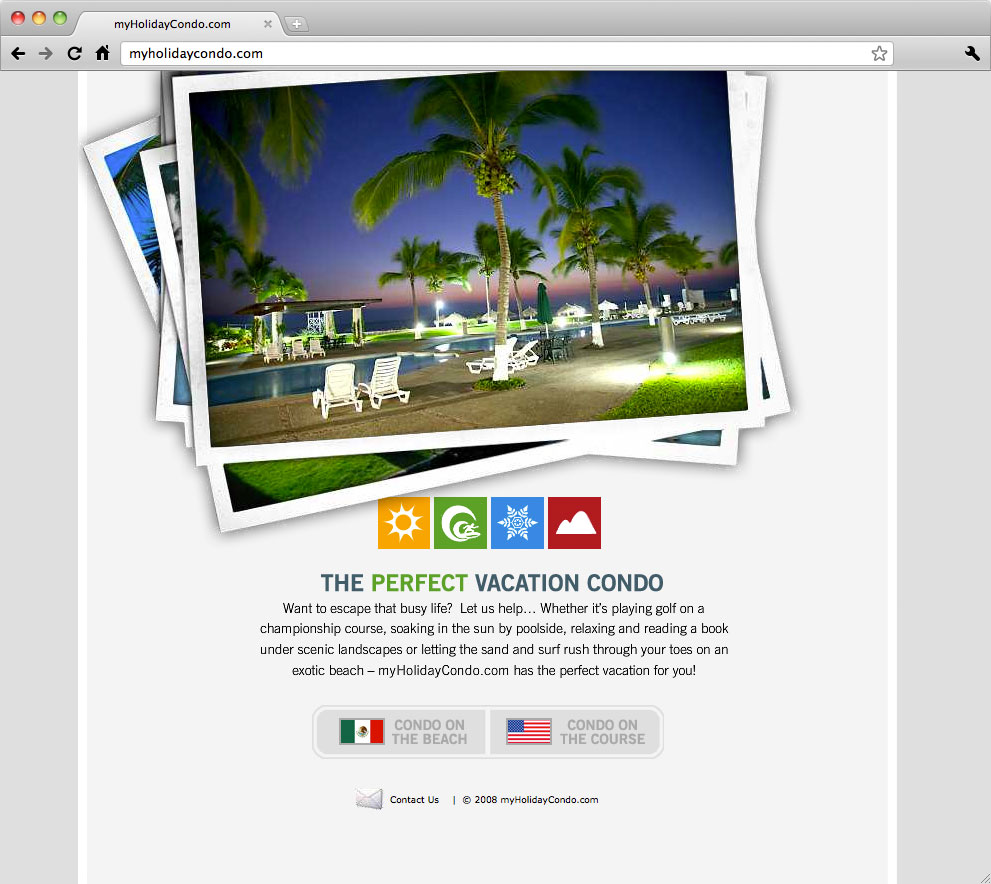 myHolidayCondo.com
myholidaycondo.com
THE PERFECT VACATION CONDO
Want to escape that busy life?  Let us help… Whether it's playing golf on a
championship course, soaking in the sun by poolside, relaxing and reading a book
under scenic landscapes or letting the sand and surf rush through your toes on an
exotic beach – myHolidayCondo.com has the perfect vacation for you!
CONDO ON
THE BEACH
CONDO ON
THE COURSE
Contact Us | © 2008 myHolidayCondo.com